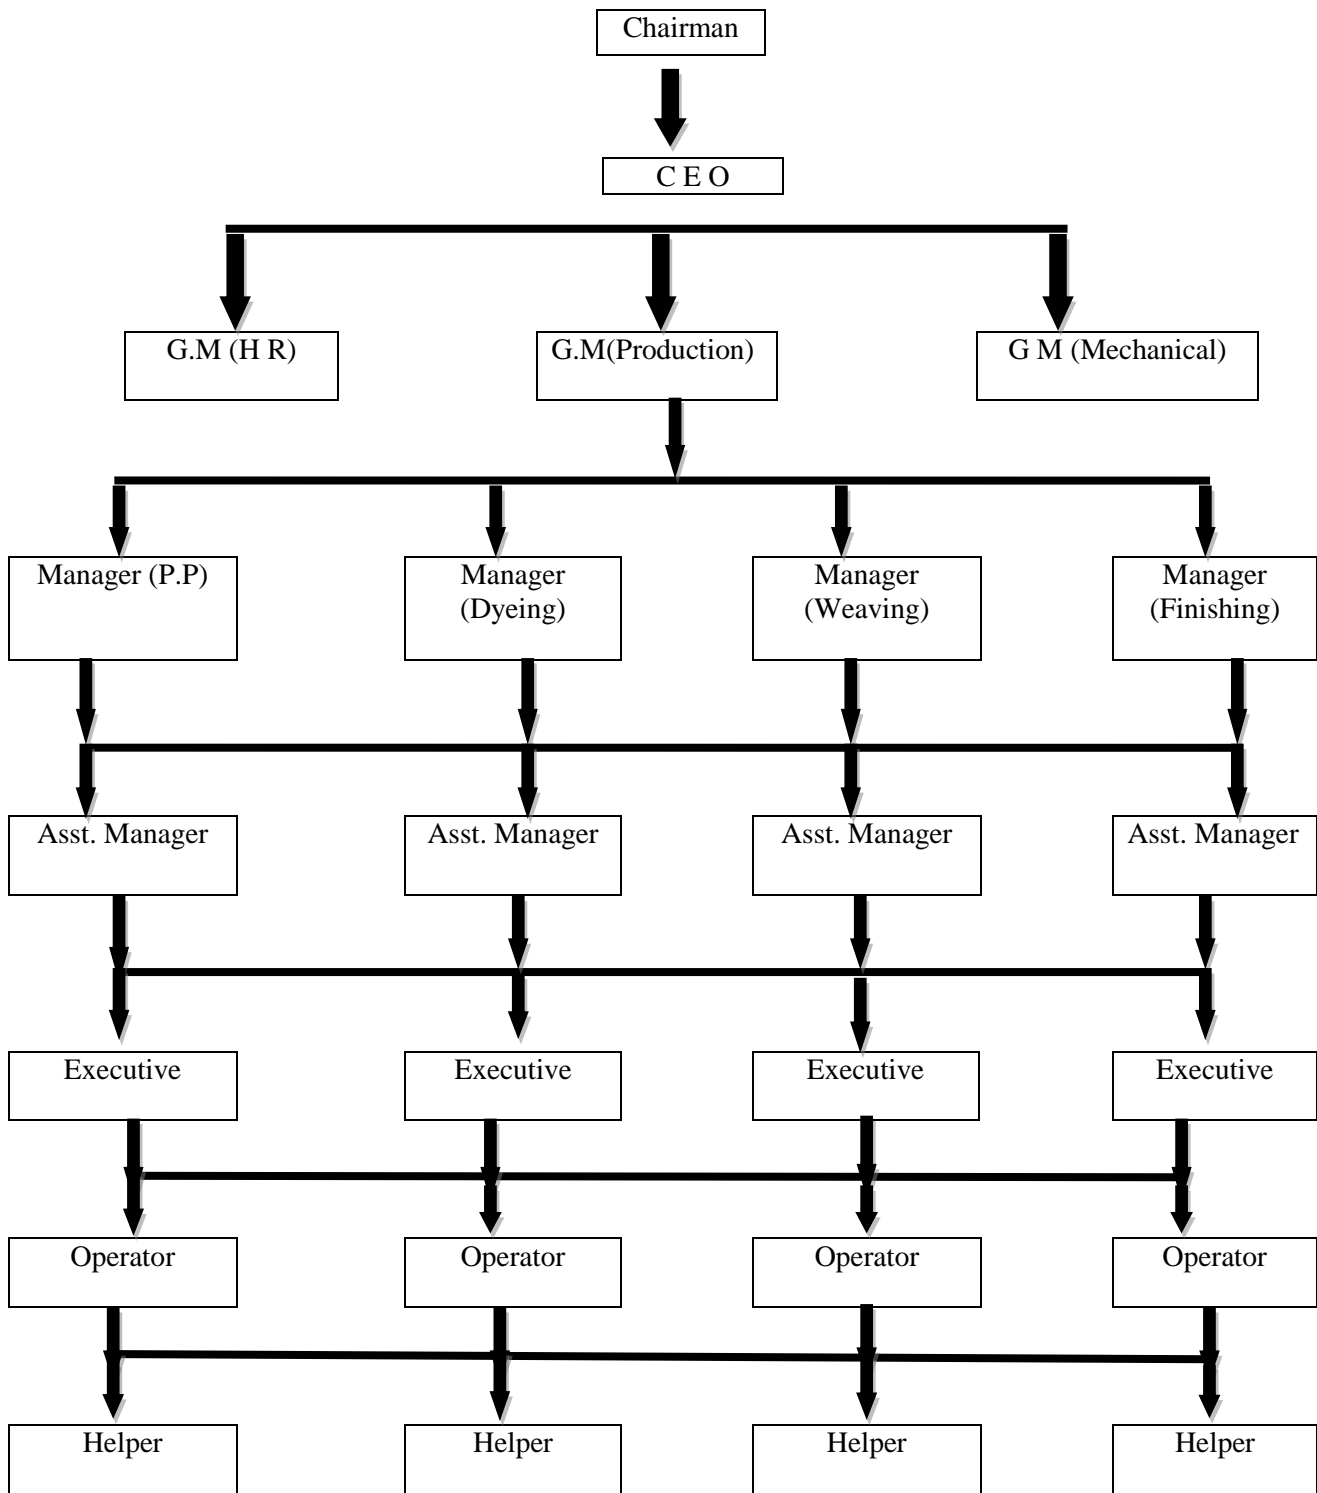 Chairman
C E O
G.M (H R)
G.M(Production)
G M (Mechanical)
Manager (P.P)
Manager
(Dyeing)
Manager
(Weaving)
Manager
(Finishing)
Asst. Manager
Asst. Manager
Asst. Manager
Asst. Manager
Executive
Executive
Executive
Executive
Operator
Operator
Operator
Operator
Helper
Helper
Helper
Helper